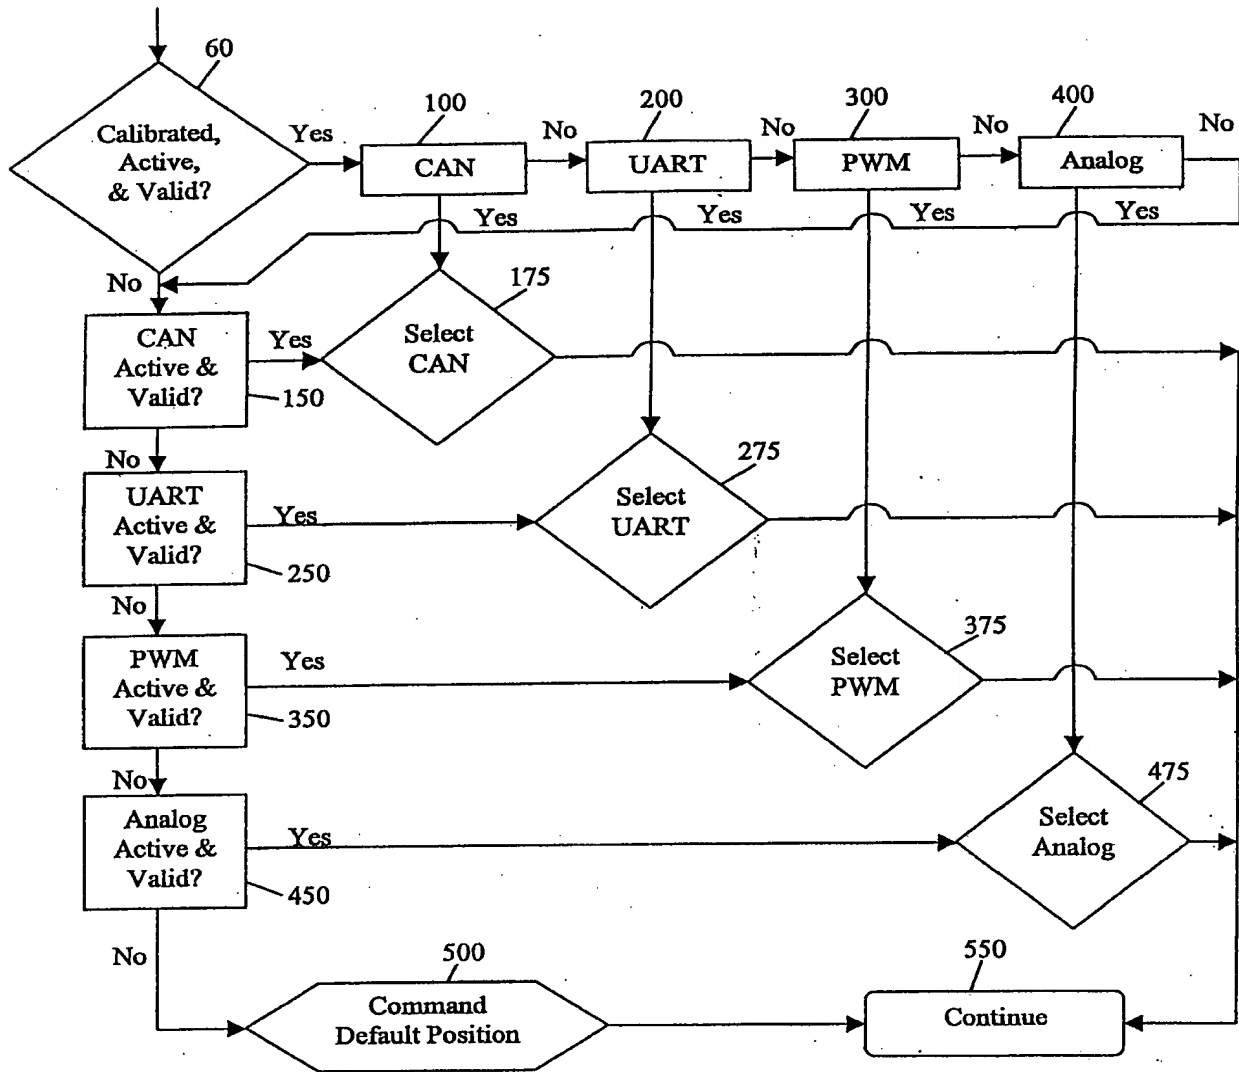 60
Calibrated,
Active,
& Valid?
Yes
100
CAN
No
200
UART
No
300
PWM
No
400
Analog
No
Yes
Yes
Yes
Yes
No
175
Select
CAN
CAN
Active &
Valid?
Yes
150
No
275
Select
UART
UART
Active &
Valid?
Yes
250
No
375
Select
PWM
PWM
Active &
Valid?
Yes
350
No
475
Select
Analog
Analog
Active &
Valid?
Yes
450
No
500
Command
Default Position
550
Continue